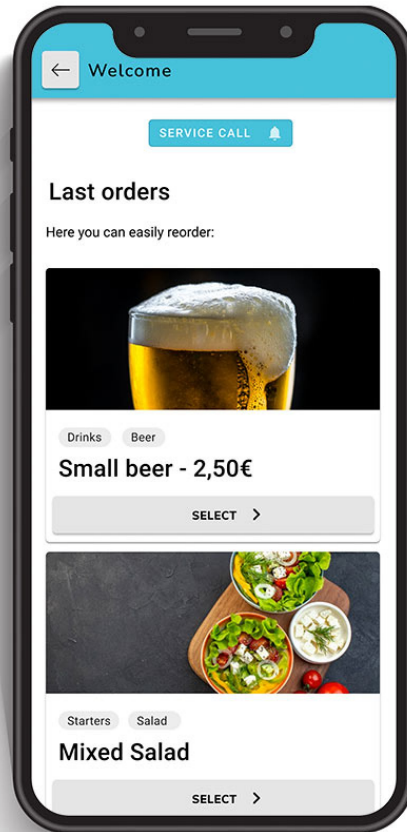 Welcome
SERVICE CALL
Last orders
Here you can easily reorder:
Drinks Beer
Small beer - 2,50€
SELECT
Starters Salad
Mixed Salad
SELECT